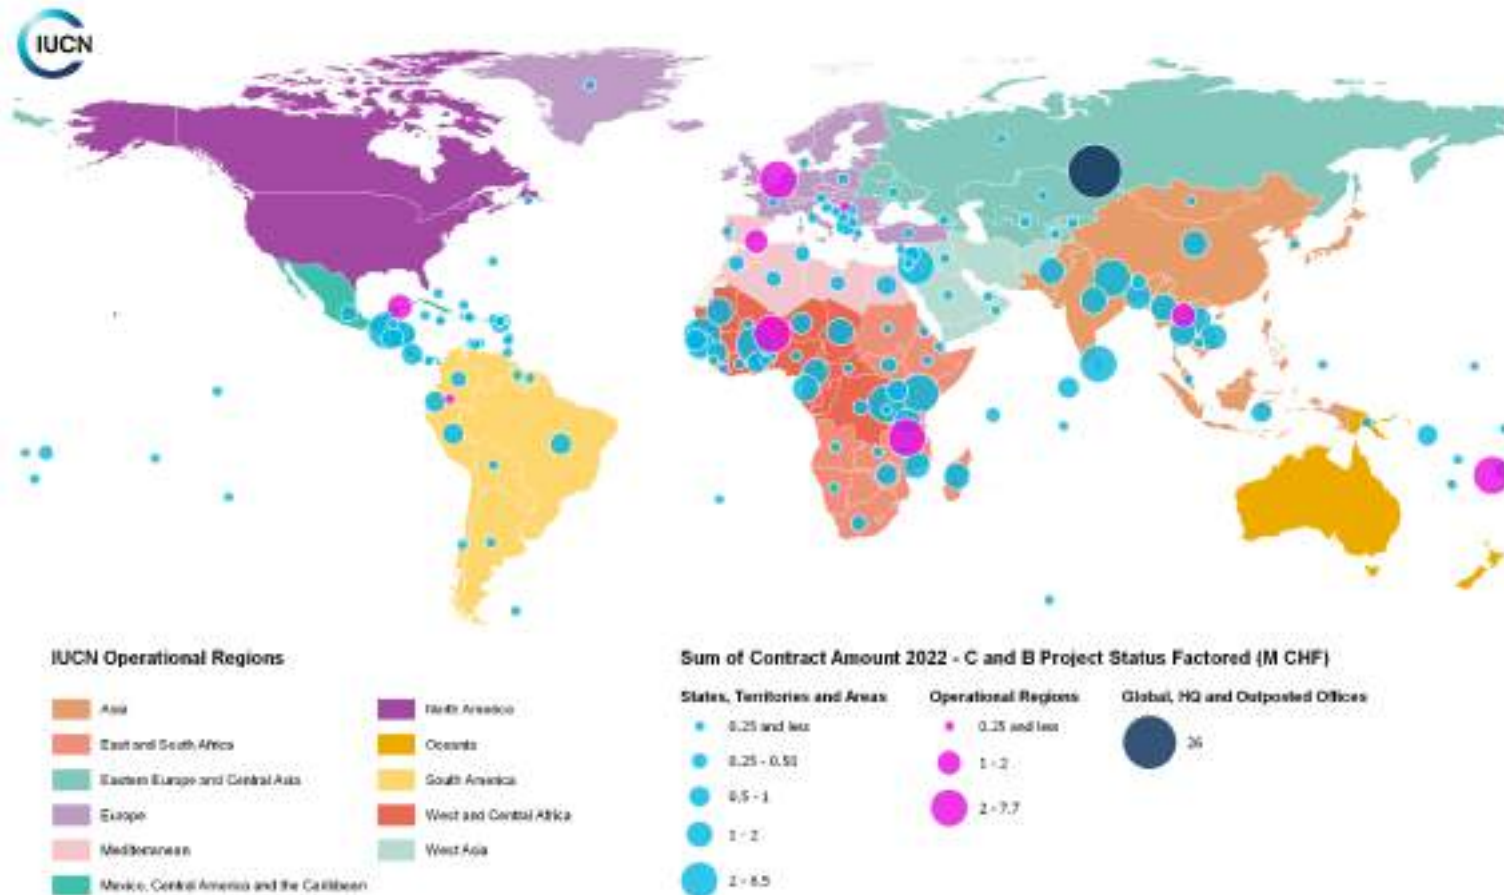 IUCN
IUCN Operational Regions
Asia
East and South Africa
Eastern Europe and Central Asia
Europe
Mediterranean
Mexico, Central America and the Caribbean
North America
Oceania
South America
West and Central Africa
West Asia
Sum of Contract Amount 2022 - C and B Project Status Factored (M CHF)
States, Territories and Areas
0.25 and less
0.25 - 0.50
0.5 - 1
1 - 2
Operational Regions
0.25 and less
1 - 2
2 - 7.7
Global, HQ and Outposted Offices
26